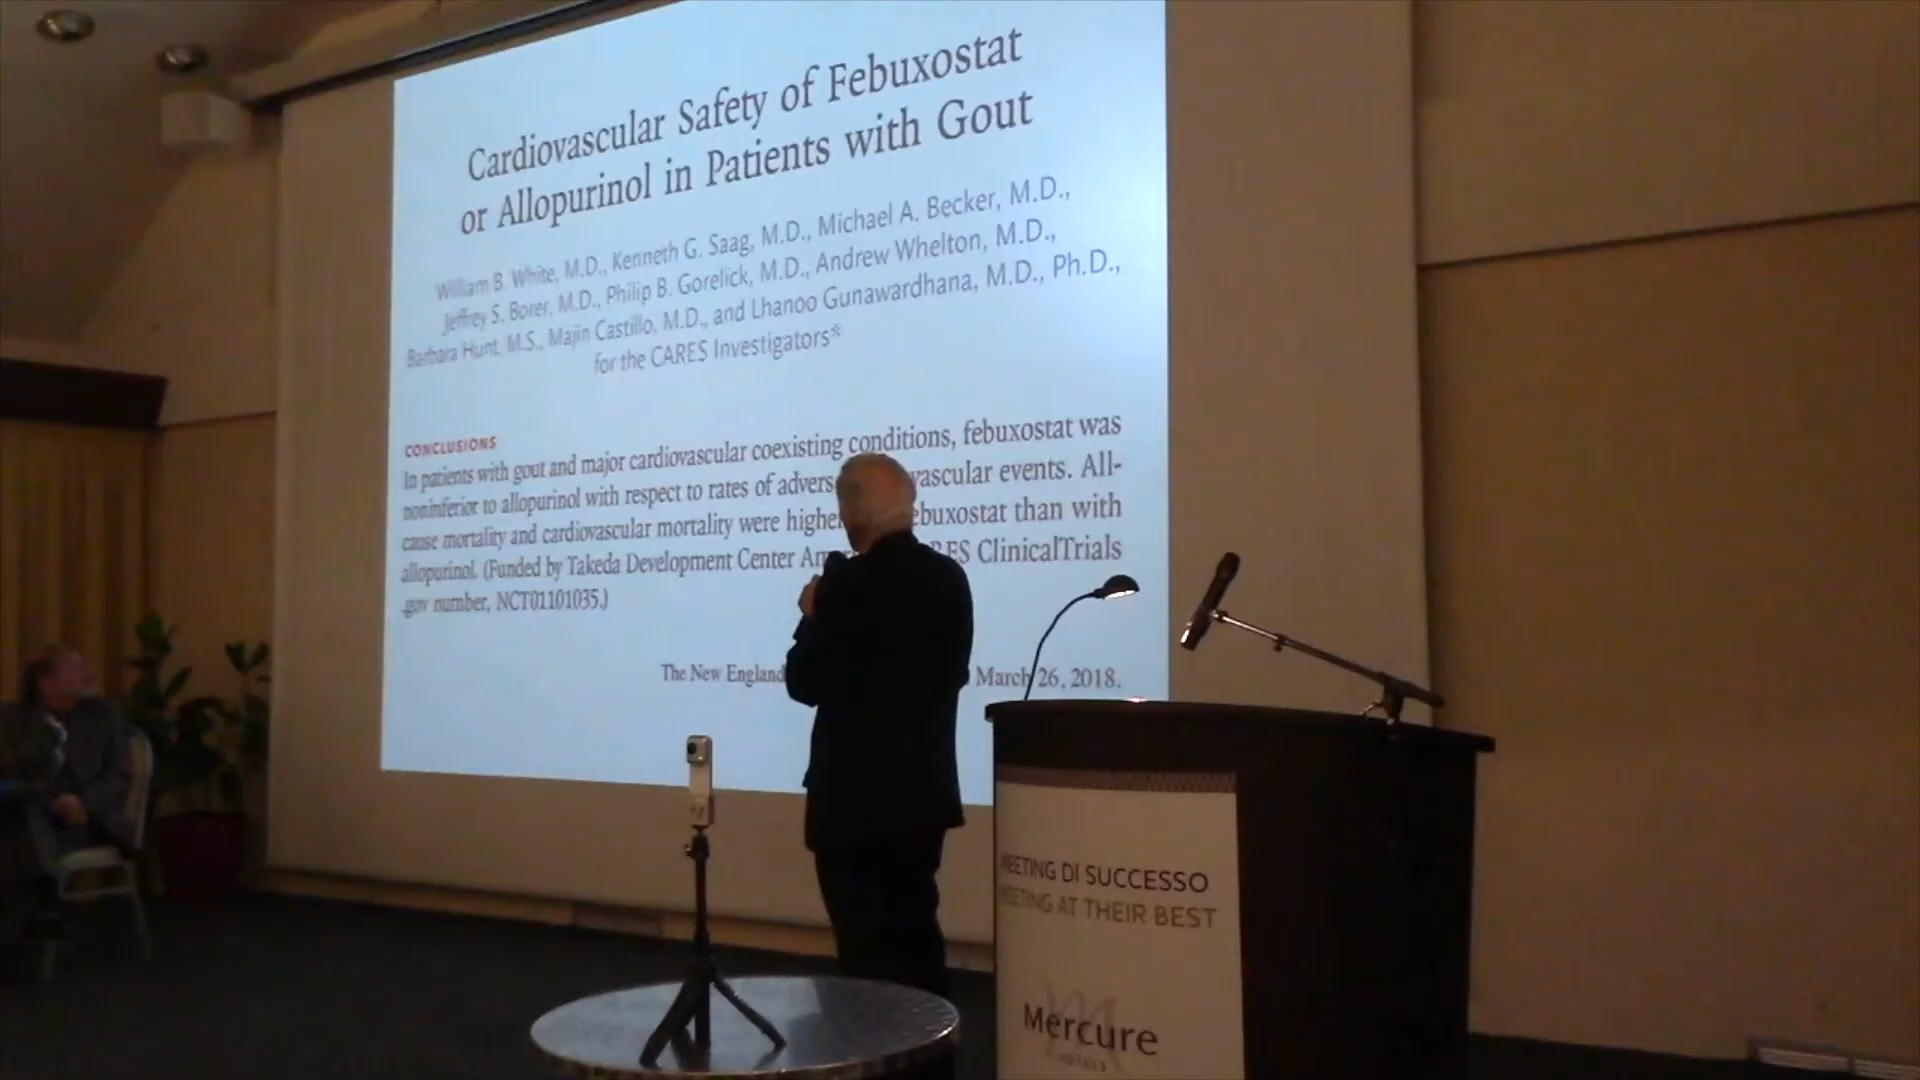 Cardiovascular Safety of Febuxostat
or Allopurinol in Patients with Gout
William B. White, M.D., Kenneth G. Saag, M.D., Michael A. Becker, M.D.,
Jeffrey S. Borer, M.D., Philip B. Gorelick, M.D., Andrew Whelton, M.D.,
Barbara Hunt, M.S., Majin Castillo, M.D., and Lhanoo Gunawardhana, M.D., Ph.D.,
for the CARES Investigators*
CONCLUSIONS
In patients with gout and major cardiovascular coexisting conditions, febuxostat was
noninferior to allopurinol with respect to rates of advers vascular events. All-
cause mortality and cardiovascular mortality were higher ebuxostat than with
allopurinol. (Funded by Takeda Development Center Am RES ClinicalTrials
.gov number, NCT01101035.)
The New England March 26, 2018.
MEETING DI SUCCESSO
MEETING AT THEIR BEST
Mercure
HOTELS